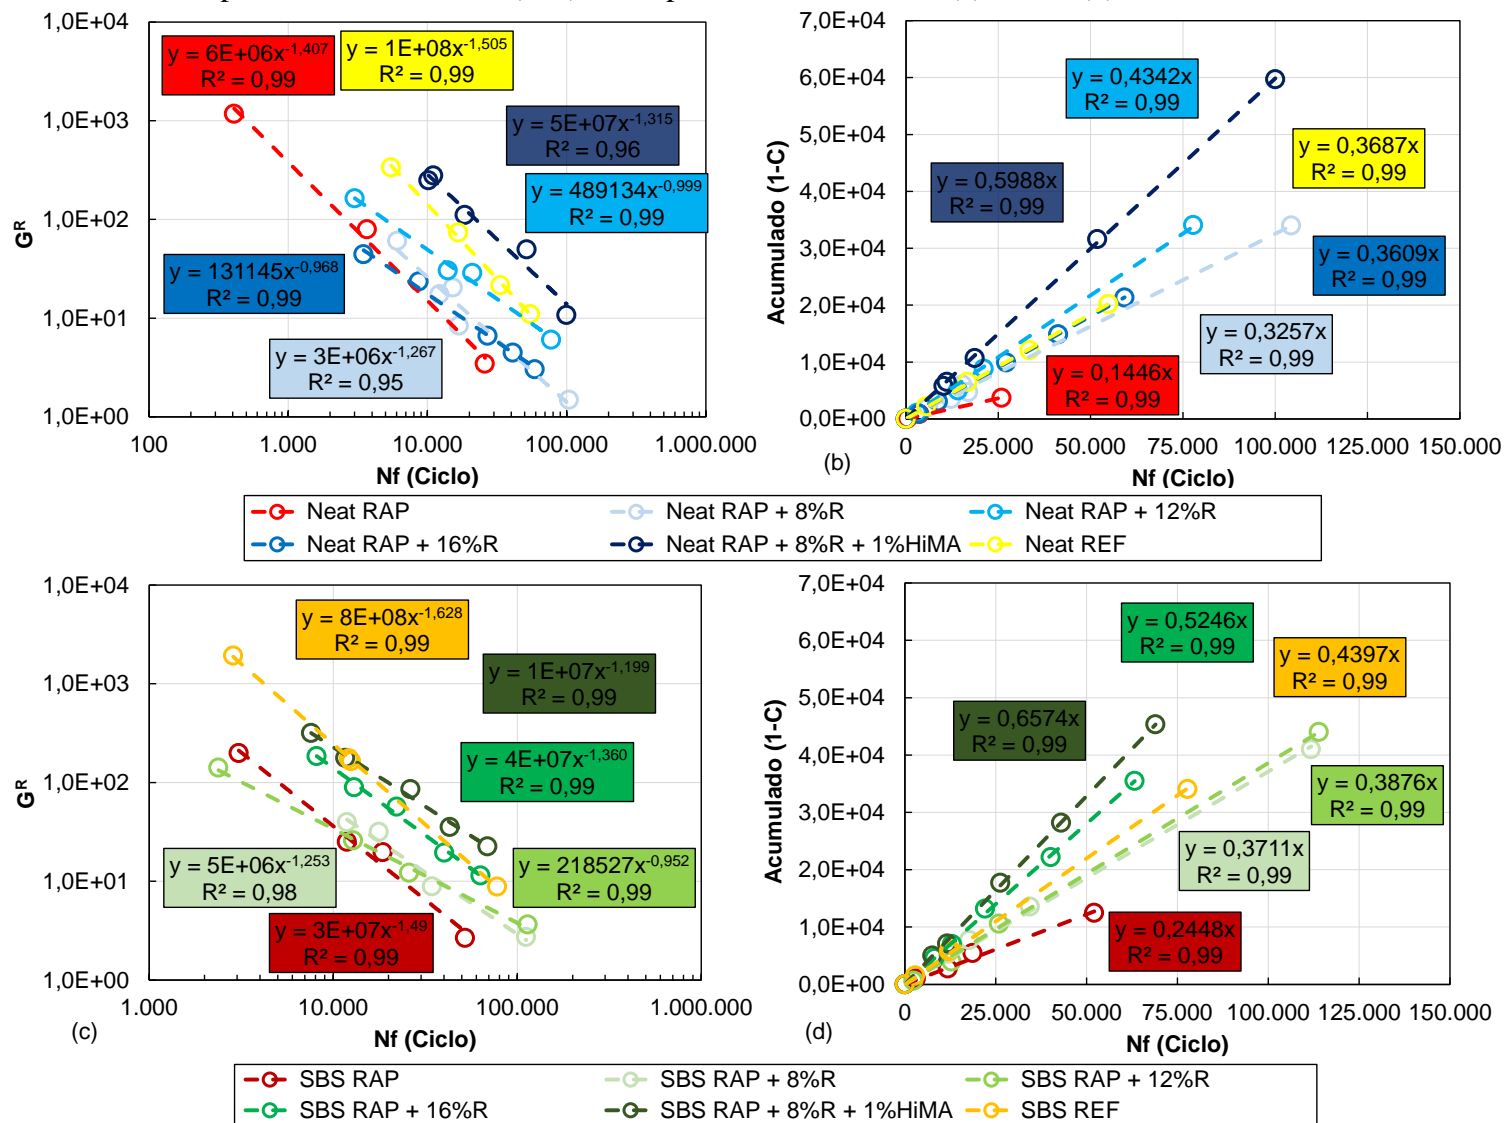 1,0E+04
1,0E+03
1,0E+02
1,0E+01
1,0E+00
G^R
y = 6E+06x^-1,407
R² = 0,99
y = 1E+08x^-1,505
R² = 0,99
y = 5E+07x^-1,315
R² = 0,96
y = 489134x^-0,999
R² = 0,99
y = 131145x^-0,968
R² = 0,99
y = 3E+06x^-1,267
R² = 0,95
100 1.000 10.000 100.000 1.000.000
Nf (Ciclo)
7,0E+04
6,0E+04
5,0E+04
4,0E+04
3,0E+04
2,0E+04
1,0E+04
0,0E+00
Acumulado (1-C)
y = 0,4342x
R² = 0,99
y = 0,3687x
R² = 0,99
y = 0,5988x
R² = 0,99
y = 0,3609x
R² = 0,99
y = 0,3257x
R² = 0,99
y = 0,1446x
R² = 0,99
0 25.000 50.000 75.000 100.000 125.000 150.000
(b)
Nf (Ciclo)
Neat RAP Neat RAP + 8%R Neat RAP + 12%R
Neat RAP + 16%R Neat RAP + 8%R + 1%HiMA Neat REF
1,0E+04
1,0E+03
1,0E+02
1,0E+01
1,0E+00
G^R
y = 8E+08x^-1,628
R² = 0,99
y = 1E+07x^-1,199
R² = 0,99
y = 4E+07x^-1,360
R² = 0,99
y = 5E+06x^-1,253
R² = 0,98
y = 218527x^-0,952
R² = 0,99
y = 3E+07x^-1,49
R² = 0,99
1.000 10.000 100.000 1.000.000
(c)
Nf (Ciclo)
7,0E+04
6,0E+04
5,0E+04
4,0E+04
3,0E+04
2,0E+04
1,0E+04
0,0E+00
Acumulado (1-C)
y = 0,5246x
R² = 0,99
y = 0,4397x
R² = 0,99
y = 0,6574x
R² = 0,99
y = 0,3876x
R² = 0,99
y = 0,3711x
R² = 0,99
y = 0,2448x
R² = 0,99
0 25.000 50.000 75.000 100.000 125.000 150.000
(d)
Nf (Ciclo)
SBS RAP SBS RAP + 8%R SBS RAP + 12%R
SBS RAP + 16%R SBS RAP + 8%R + 1%HiMA SBS REF